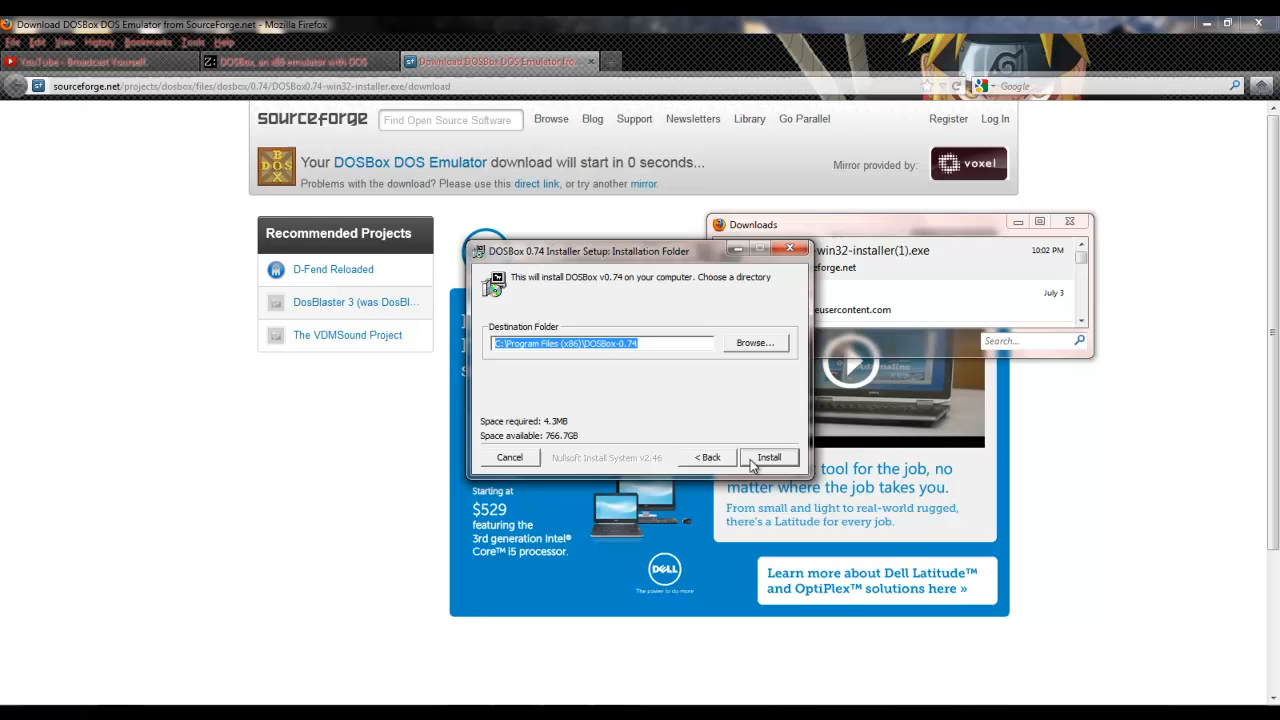 Download DOSBox DOS Emulator from SourceForge.net - Mozilla Firefox
File Edit View History Bookmarks Tools Help
YouTube - Broadcast Yourself.
DOSBox, an x86 emulator with DOS
Download DOSBox DOS Emulator fro...
sourceforge.net/projects/dosbox/files/dosbox/0.74/DOSBox0.74-win32-installer.exe/download
Google
sourceforge
Find Open Source Software
Browse Blog Support Newsletters Library Go Parallel
Register Log In
Your DOSBox DOS Emulator download will start in 0 seconds...
Problems with the download? Please use this direct link, or try another mirror.
Mirror provided by:
voxel
Recommended Projects
D-Fend Reloaded
DosBlaster 3 (was DosBl...
The VDMSound Project
Downloads
-win32-installer(1).exe
10:02 PM
eforge.net
July 3
eusercontent.com
Search...
DOSBox 0.74 Installer Setup: Installation Folder
This will install DOSBox v0.74 on your computer. Choose a directory
Destination Folder
C:\Program Files (x86)\DOSBox-0.74
Browse...
Space required: 4.3MB
Space available: 766.7GB
Cancel
Nullsoft Install System v2.46
< Back
Install
Starting at
$529
featuring the
3rd generation Intel®
Core™ i5 processor.
DELL
The power to do more
tool for the job, no
matter where the job takes you.
From small and light to real-world rugged,
there's a Latitude for every job.
Learn more about Dell Latitude™
and OptiPlex™ solutions here »